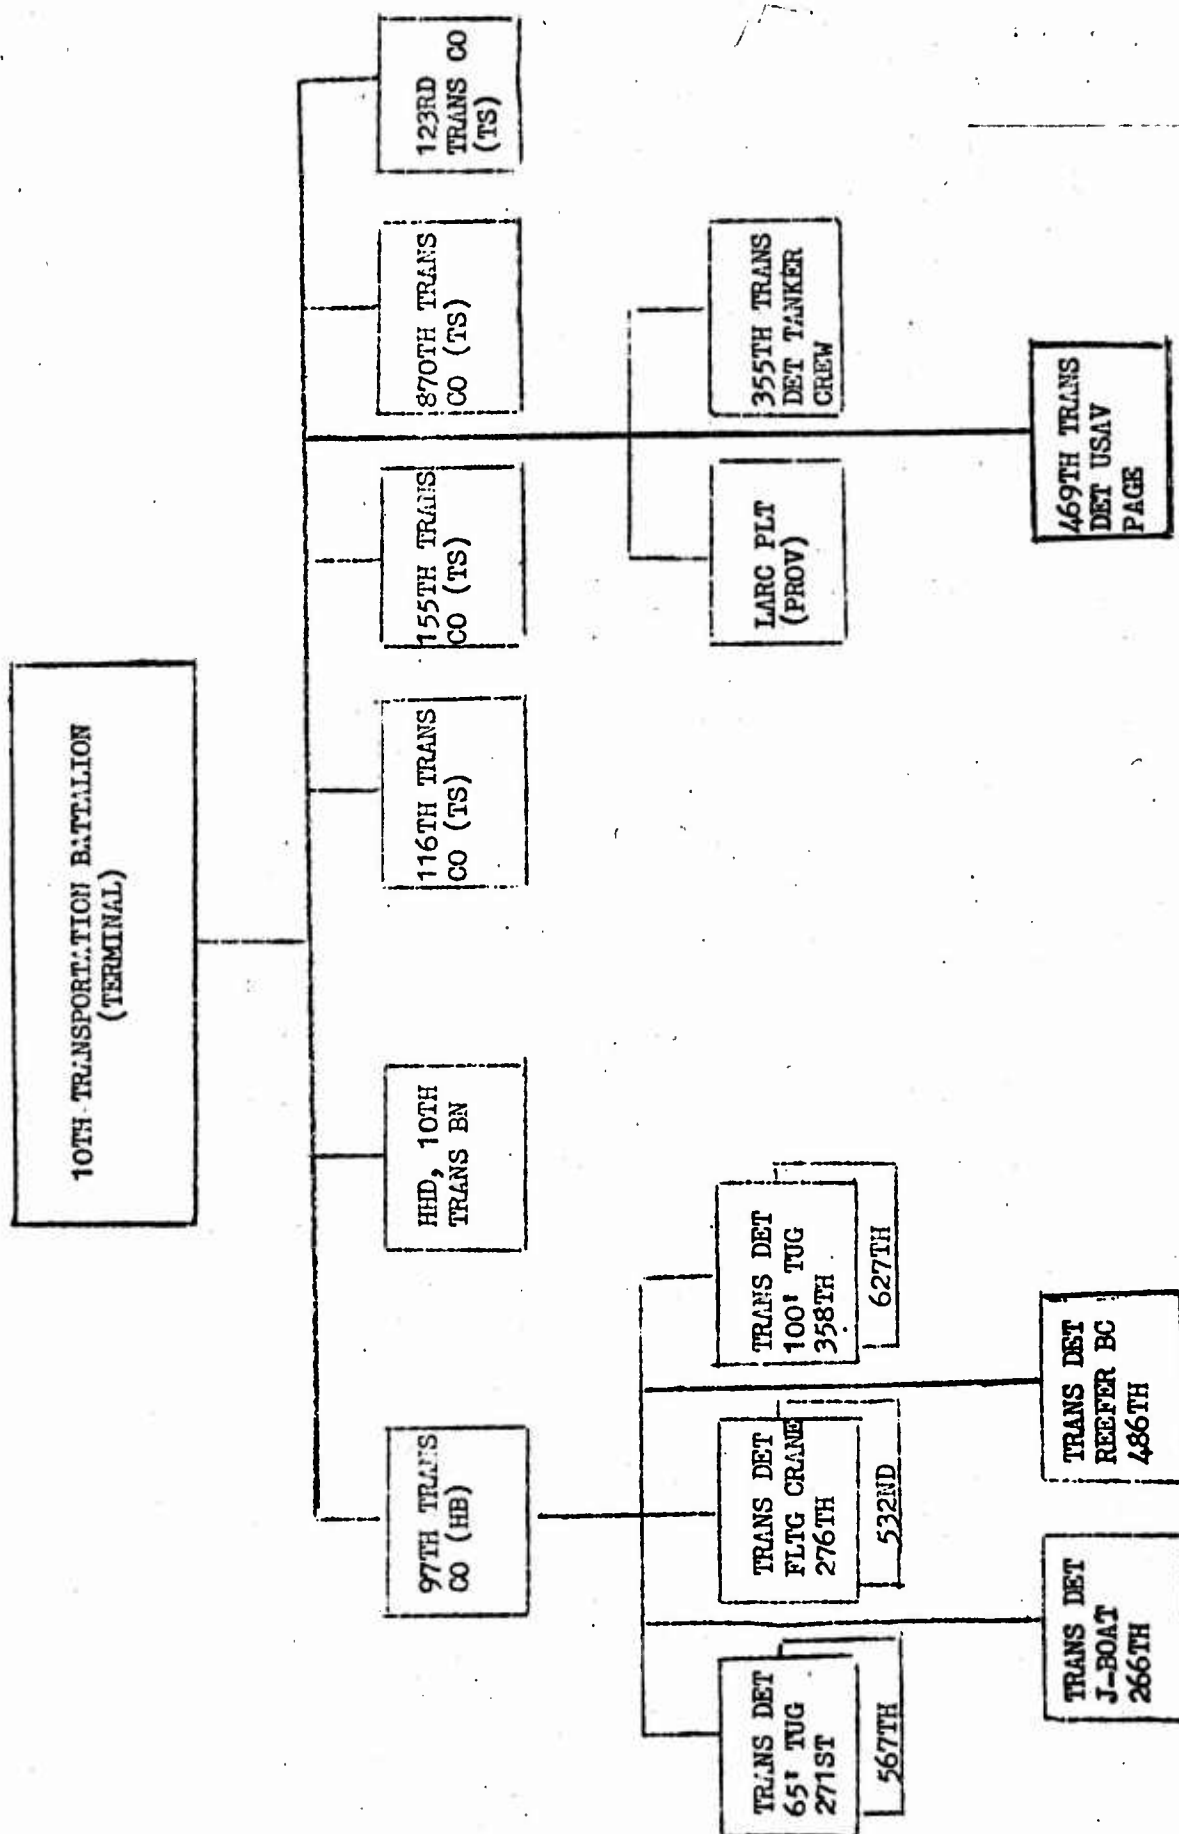 10TH TRANSPORTATION BATTALION
(TERMINAL)
97TH TRANS
CO (HB)
HHD, 10TH
TRANS BN
116TH TRANS
CO (TS)
155TH TRANS
CO (TS)
870TH TRANS
CO (TS)
123RD
TRANS CO
(TS)
TRANS DET
65' TUG
271ST
567TH
TRANS DET
FLTG CRANE
276TH
532ND
TRANS DET
100' TUG
358TH
627TH
LARC PLT
(PROV)
355TH TRANS
DET TANKER
CREW
TRANS DET
J-BOAT
266TH
TRANS DET
REEFER BC
486TH
469TH TRANS
DET USAV
PAGE